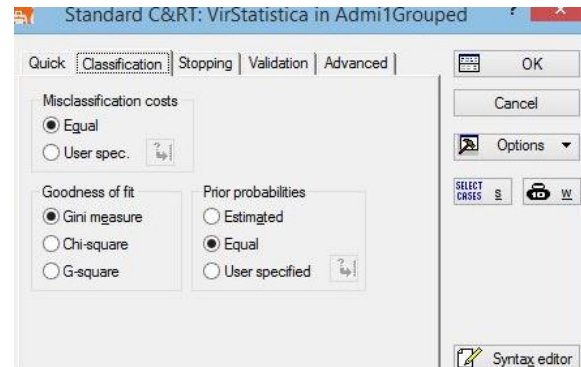 Standard C&RT: VirStatistica in Admi1Grouped ? ×
Quick Classification Stopping Validation Advanced
OK
Misclassification costs
Equal
User spec.
Cancel
Options
Goodness of fit
Gini measure
Chi-square
G-square
Prior probabilities
Estimated
Equal
User specified
SELECT
CASES S W
Syntax editor